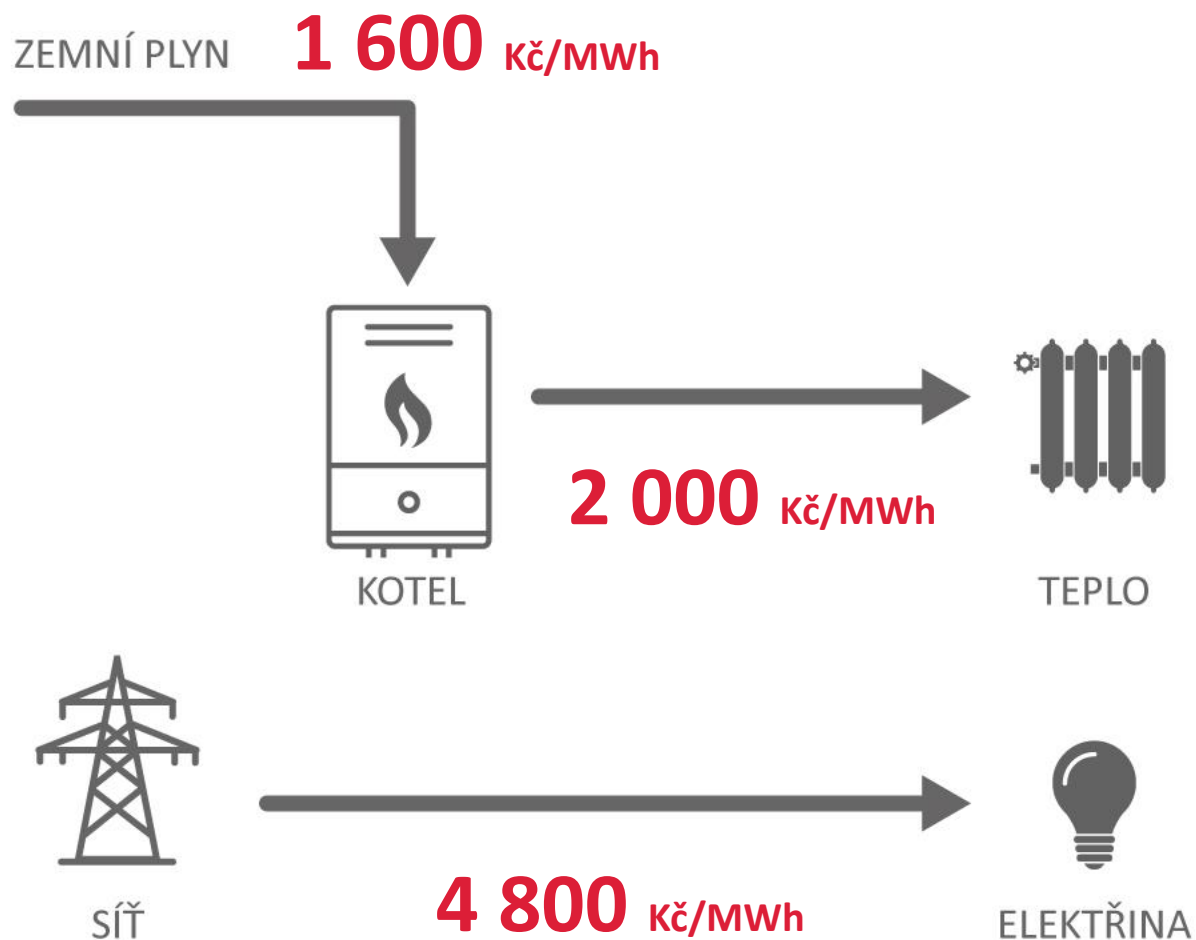 ZEMNÍ PLYN 1 600 Kč/MWh
2 000 Kč/MWh
KOTEL
TEPLO
4 800 Kč/MWh
SÍŤ
ELEKTŘINA